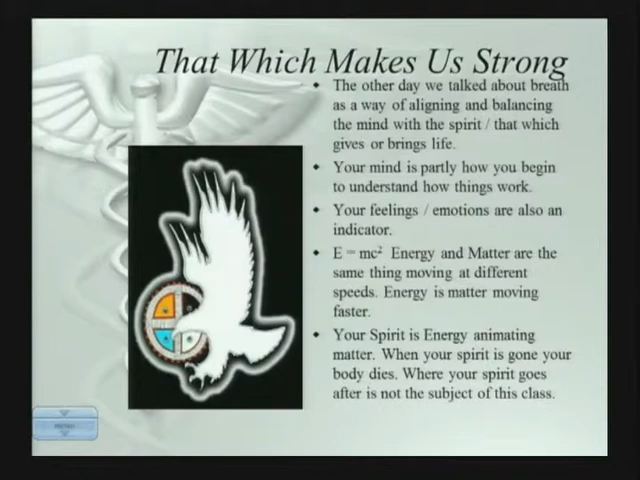 That Which Makes Us Strong
• The other day we talked about breath
as a way of aligning and balancing
the mind with the spirit / that which
gives or brings life.
• Your mind is partly how you begin
to understand how things work.
• Your feelings / emotions are also an
indicator.
• E = mc² Energy and Matter are the
same thing moving at different
speeds. Energy is matter moving
faster.
• Your Spirit is Energy animating
matter. When your spirit is gone your
body dies. Where your spirit goes
after is not the subject of this class.